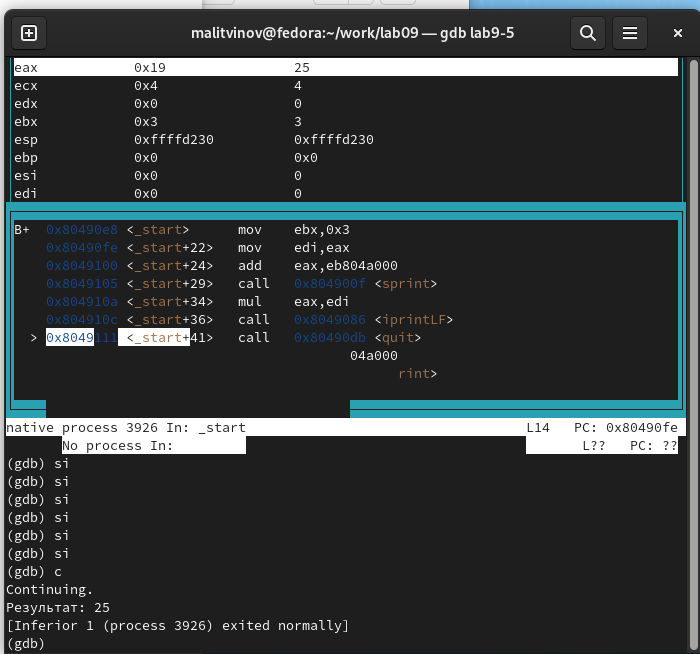 malitvinov@fedora:~/work/lab09 — gdb lab9-5
eax 0x19 25
ecx 0x4 4
edx 0x0 0
ebx 0x3 3
esp 0xffffd230 0xffffd230
ebp 0x0 0x0
esi 0x0 0
edi 0x0 0
B+ 0x80490e8 <_start> mov ebx,0x3
0x80490fe <_start+22> mov edi,eax
0x8049100 <_start+24> add eax,eb804a000
0x8049105 <_start+29> call 0x804900f <sprint>
0x804910a <_start+34> mul eax,edi
0x804910c <_start+36> call 0x8049086 <iprintLF>
> 0x8049111 <_start+41> call 0x80490db <quit>
04a000
rint>
native process 3926 In: _start L14 PC: 0x80490fe
No process In: L?? PC: ??
(gdb) si
(gdb) si
(gdb) si
(gdb) si
(gdb) si
(gdb) si
(gdb) c
Continuing.
Результат: 25
[Inferior 1 (process 3926) exited normally]
(gdb)